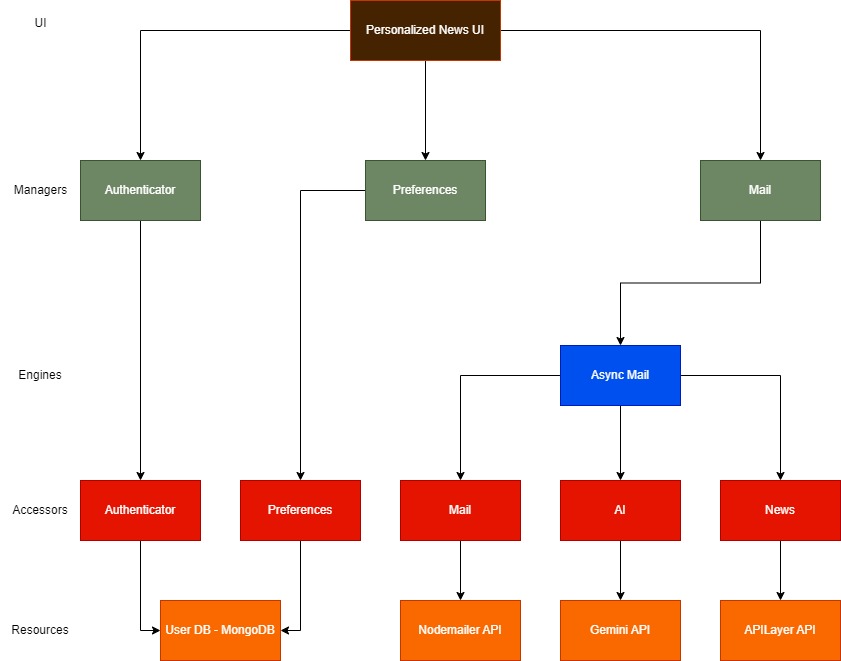 UI
Personalized News UI
Managers
Authenticator
Preferences
Mail
Engines
Async Mail
Accessors
Authenticator
Preferences
Mail
AI
News
Resources
User DB - MongoDB
Nodemailer API
Gemini API
APILayer API